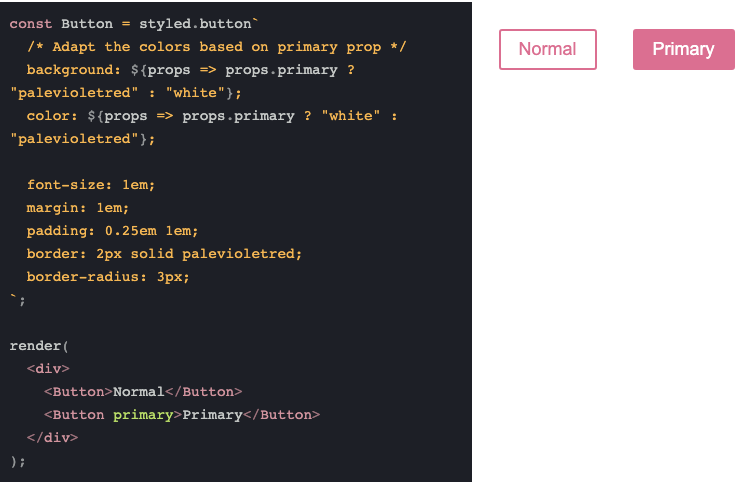 const Button = styled.button`
/* Adapt the colors based on primary prop */
background: ${props => props.primary ?
"palevioletred" : "white"};
color: ${props => props.primary ? "white" :
"palevioletred"};
font-size: 1em;
margin: 1em;
padding: 0.25em 1em;
border: 2px solid palevioletred;
border-radius: 3px;
`;
render(
<div>
<Button>Normal</Button>
<Button primary>Primary</Button>
</div>
);
Normal
Primary